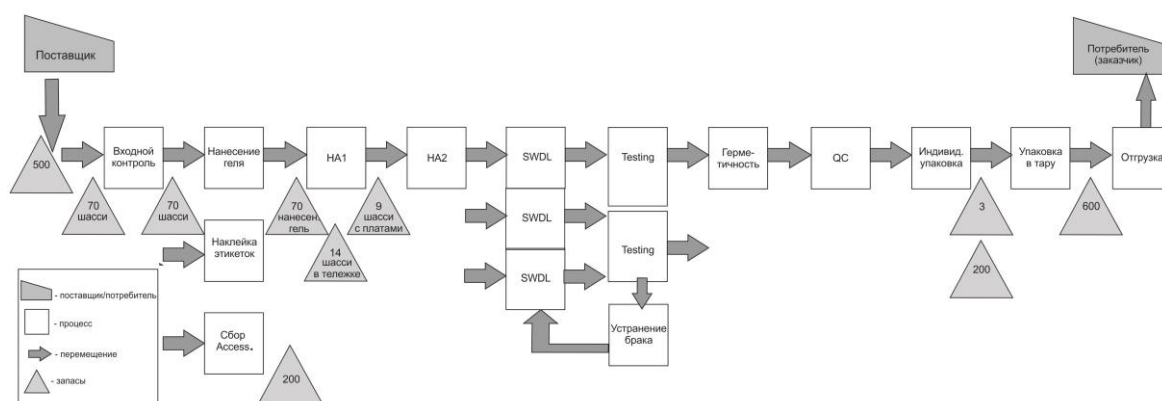 Поставщик
Потребитель
(заказчик)
500
Входной
контроль
Нанесение
геля
HA1
HA2
SWDL
Testing
Герме-
тичность
QC
Индивид.
упаковка
Упаковка
в тару
Отгрузка
70
шасси
70
шасси
70
нанесен.
гель
9
шасси
с платами
14
шасси
в тележке
3
600
200
Наклейка
этикеток
SWDL
Testing
SWDL
Устранение
брака
Сбор
Access.
200
- поставщик/потребитель
- процесс
- перемещение
- запасы